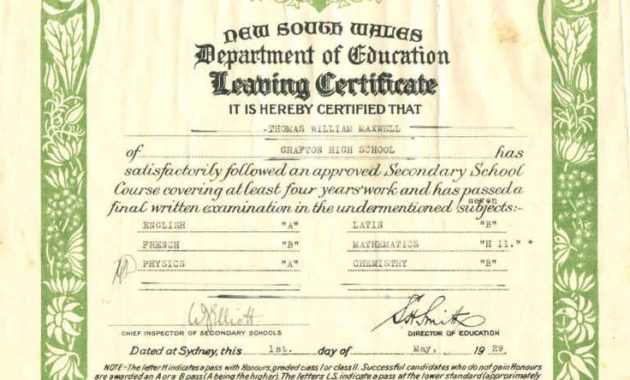 NEW SOUTH WALES
Department of Education
Leaving Certificate
IT IS HEREBY CERTIFIED THAT
THOMAS WILLIAM MAXWELL
of GRAFTON HIGH SCHOOL has
satisfactorily followed an approved Secondary School
Course covering at least four years' work and has passed a
final written examination in the undermentioned seven subjects:-
ENGLISH "A" LATIN "B"
FRENCH "B" MATHEMATICS "H II." *
PHYSICS "A" CHEMISTRY "B"
W J Elliott S H Smith
CHIEF INSPECTOR OF SECONDARY SCHOOLS DIRECTOR OF EDUCATION
Dated at Sydney, this 1st. day of May, 1929
NOTE- The letter H indicates a pass with Honours, graded class I or class II. Successful candidates who do not gain Honours
are awarded an A or a B pass (A being the higher). The letters L.S. indicate a pass at the lower standard (approximately